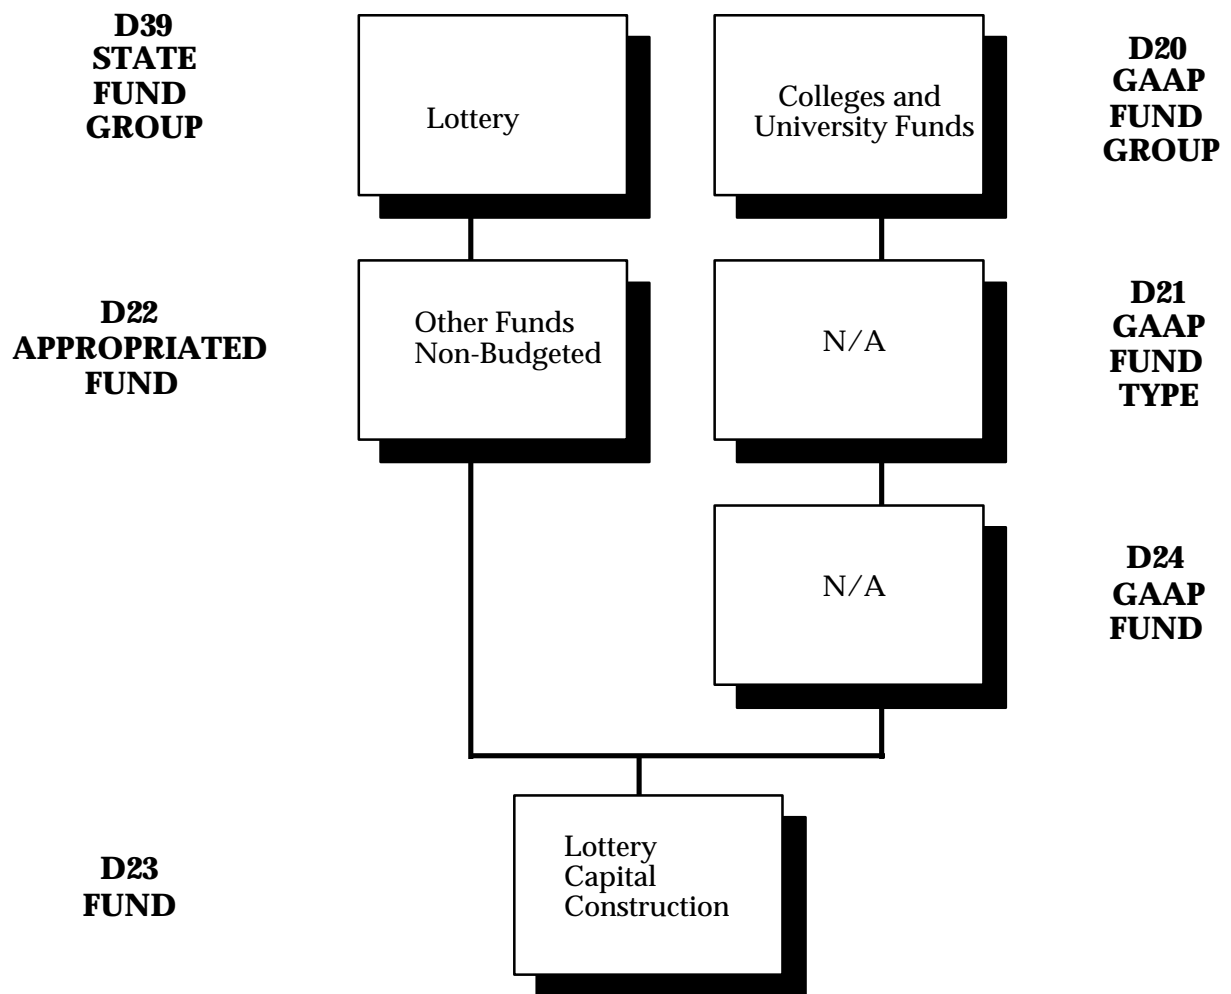 D39
STATE
FUND
GROUP
Lottery
Colleges and
University Funds
D20
GAAP
FUND
GROUP
D22
APPROPRIATED
FUND
Other Funds
Non-Budgeted
N/A
D21
GAAP
FUND
TYPE
N/A
D24
GAAP
FUND
D23
FUND
Lottery
Capital
Construction